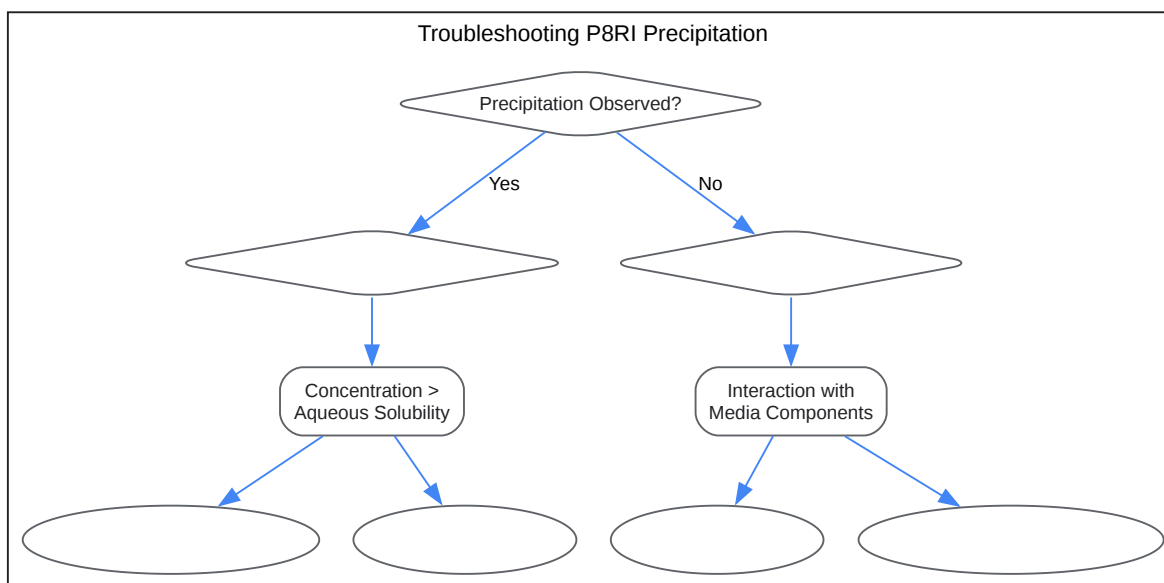 Troubleshooting P8RI Precipitation
Precipitation Observed?
Yes
No
Concentration >
Aqueous Solubility
Interaction with
Media Components